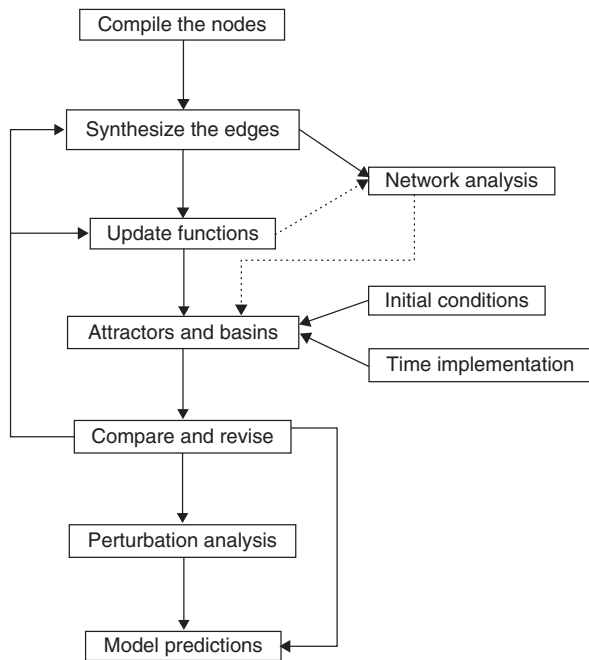 Compile the nodes
Synthesize the edges
Network analysis
Update functions
Initial conditions
Attractors and basins
Time implementation
Compare and revise
Perturbation analysis
Model predictions